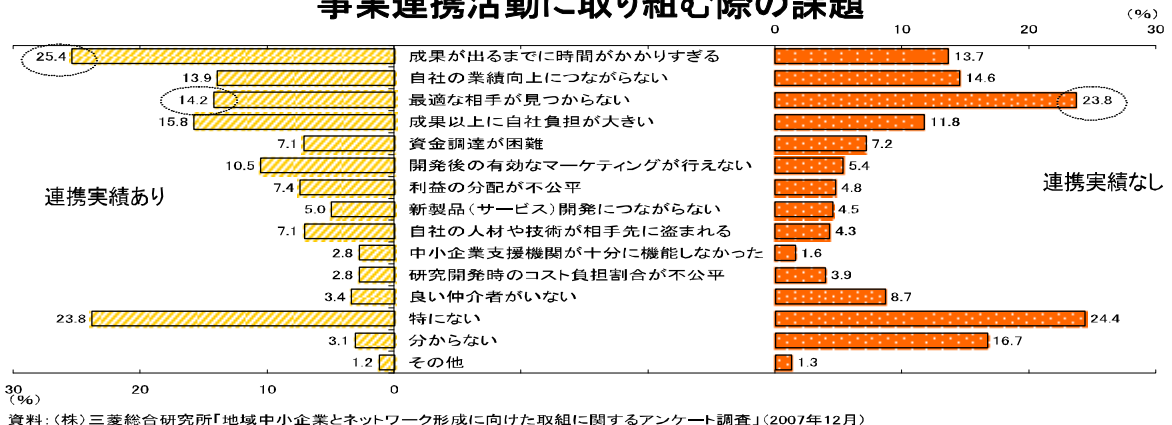 事業連携活動に取り組む際の課題
(%)
0 10 20 30
25.4 成果が出るまでに時間がかかりすぎる 13.7
13.9 自社の業績向上につながらない 14.6
14.2 最適な相手が見つからない 23.8
15.8 成果以上に自社負担が大きい 11.8
7.1 資金調達が困難 7.2
10.5 開発後の有効なマーケティングが行えない 5.4
7.4 利益の分配が不公平 4.8
連携実績あり
連携実績なし
5.0 新製品(サービス)開発につながらない 4.5
7.1 自社の人材や技術が相手先に盗まれる 4.3
2.8 中小企業支援機関が十分に機能しなかった 1.6
2.8 研究開発時のコスト負担割合が不公平 3.9
3.4 良い仲介者がいない 8.7
23.8 特にない 24.4
3.1 分からない 16.7
1.2 その他 1.3
30 20 10 0
(%)
資料:(株)三菱総合研究所「地域中小企業とネットワーク形成に向けた取組に関するアンケート調査」(2007年12月)